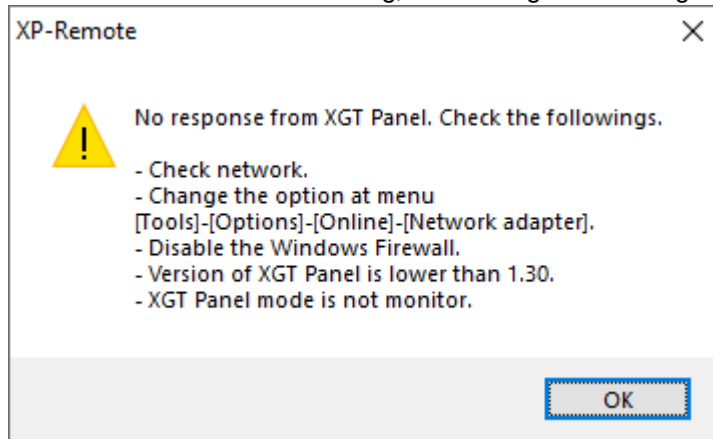 XP-Remote
No response from XGT Panel. Check the followings.
- Check network.
- Change the option at menu
[Tools]-[Options]-[Online]-[Network adapter].
- Disable the Windows Firewall.
- Version of XGT Panel is lower than 1.30.
- XGT Panel mode is not monitor.
OK